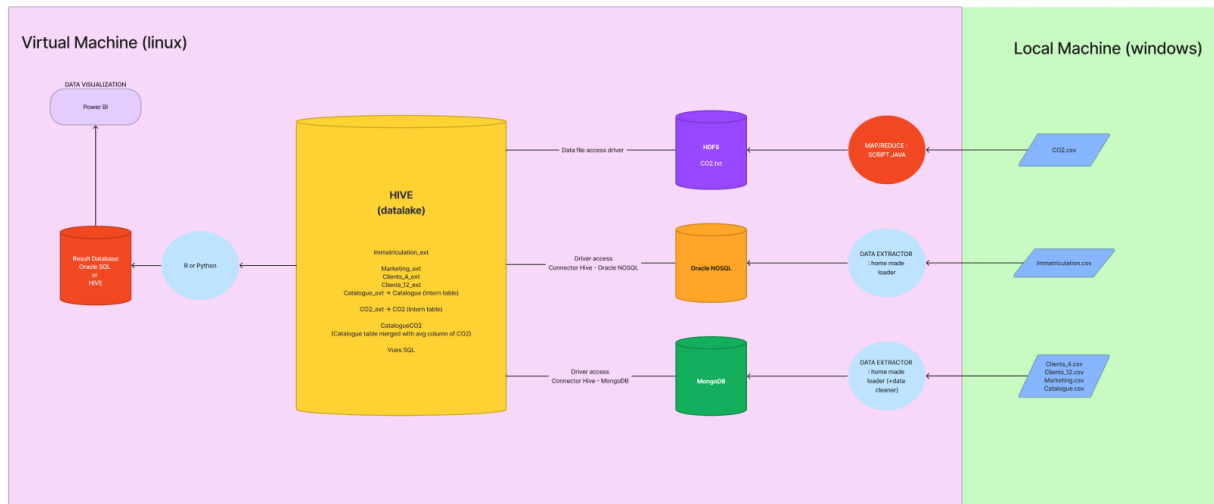 Virtual Machine (linux)
Local Machine (windows)
DATA VISUALIZATION
Power BI
Result Database
Oracle SQL
or
HIVE
R or Python
HIVE
(datalake)
Immatriculation_ext
Marketing_ext
Clients_4_ext
Clients_12_ext
Catalogue_ext → Catalogue (intern table)
CO2_ext → CO2 (intern table)
CatalogueCO2
(Catalogue table merged with avg column of CO2)
Vues SQL
Data file access driver
HDFS
CO2.txt
MAP/REDUCE :
SCRIPT JAVA
CO2.csv
Driver access
Connector Hive - Oracle NOSQL
Oracle NOSQL
DATA EXTRACTOR
: home made
loader
Immatriculation.csv
Driver access
Connector Hive - MongoDB
MongoDB
DATA EXTRACTOR
: home made
loader (+data
cleaner)
Clients_4.csv
Clients_12.csv
Marketing.csv
Catalogue.csv